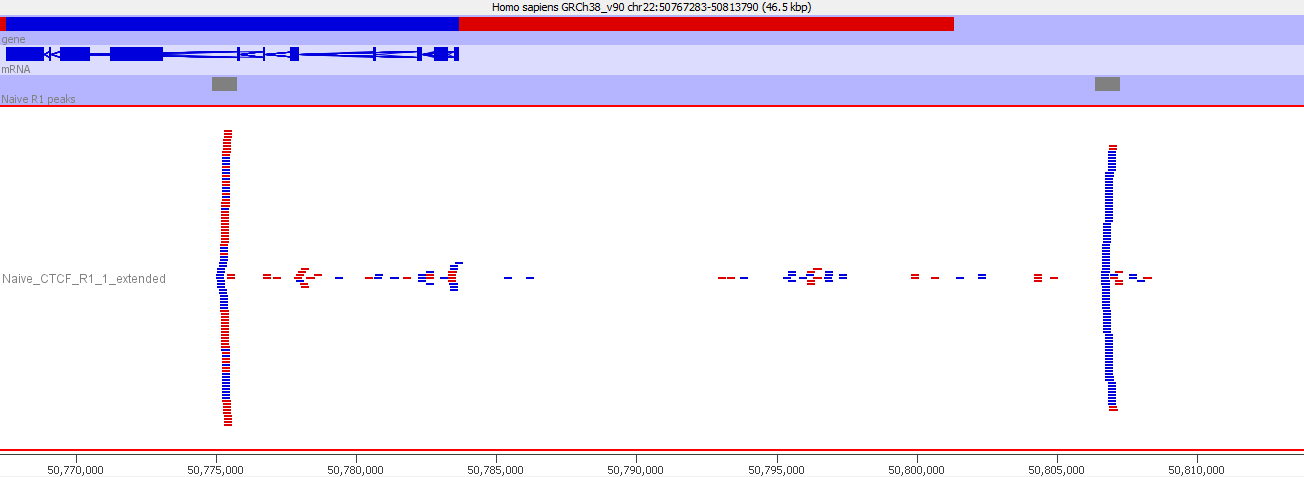 Homo sapiens GRCh38_v90 chr22:50767283-50813790 (46.5 kbp)
gene
mRNA
Naive R1 peaks
Naive_CTCF_R1_1_extended
50,770,000 50,775,000 50,780,000 50,785,000 50,790,000 50,795,000 50,800,000 50,805,000 50,810,000